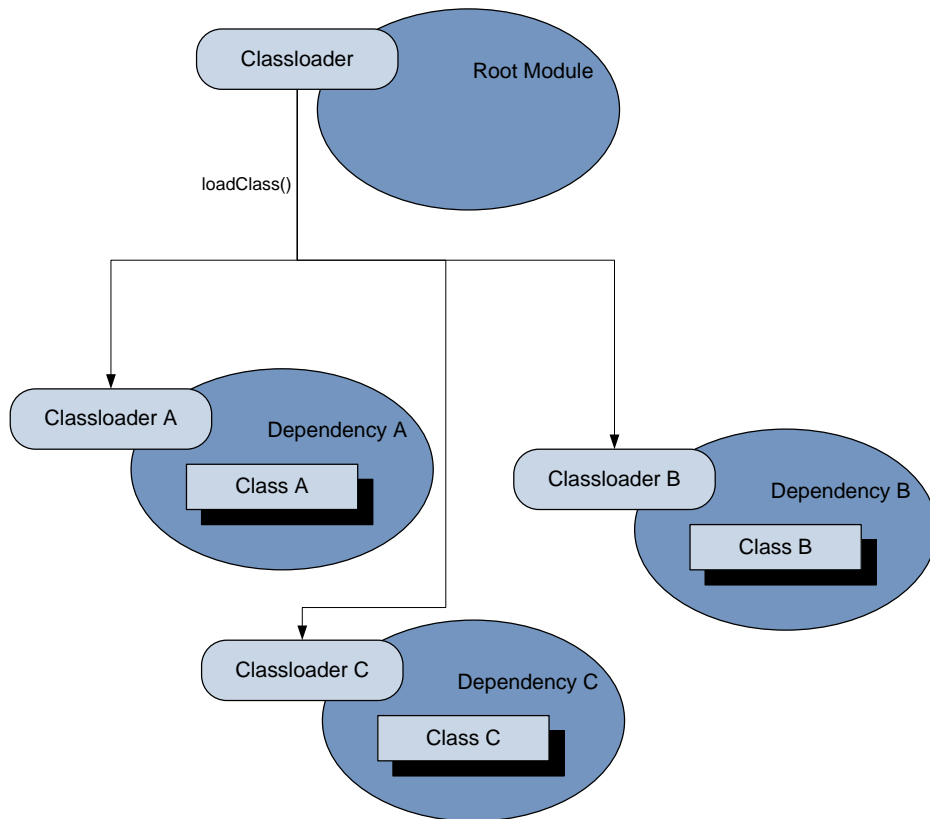 Classloader
Root Module
loadClass()
Classloader A
Dependency A
Class A
Classloader B
Dependency B
Class B
Classloader C
Dependency C
Class C